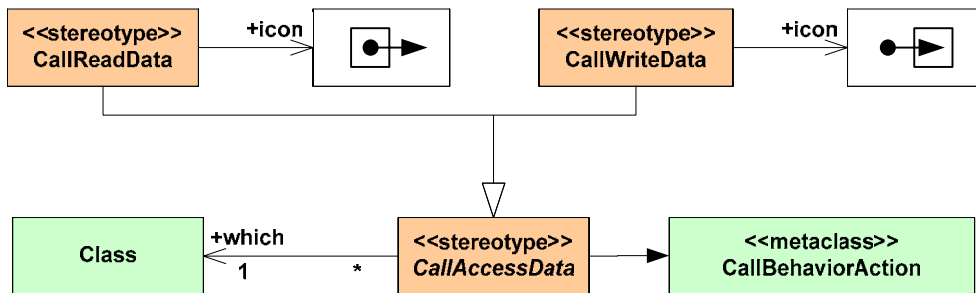 <<stereotype>>
CallReadData
+icon
<<stereotype>>
CallWriteData
+icon
Class
+which
1
*
<<stereotype>>
CallAccessData
<<metaclass>>
CallBehaviorAction